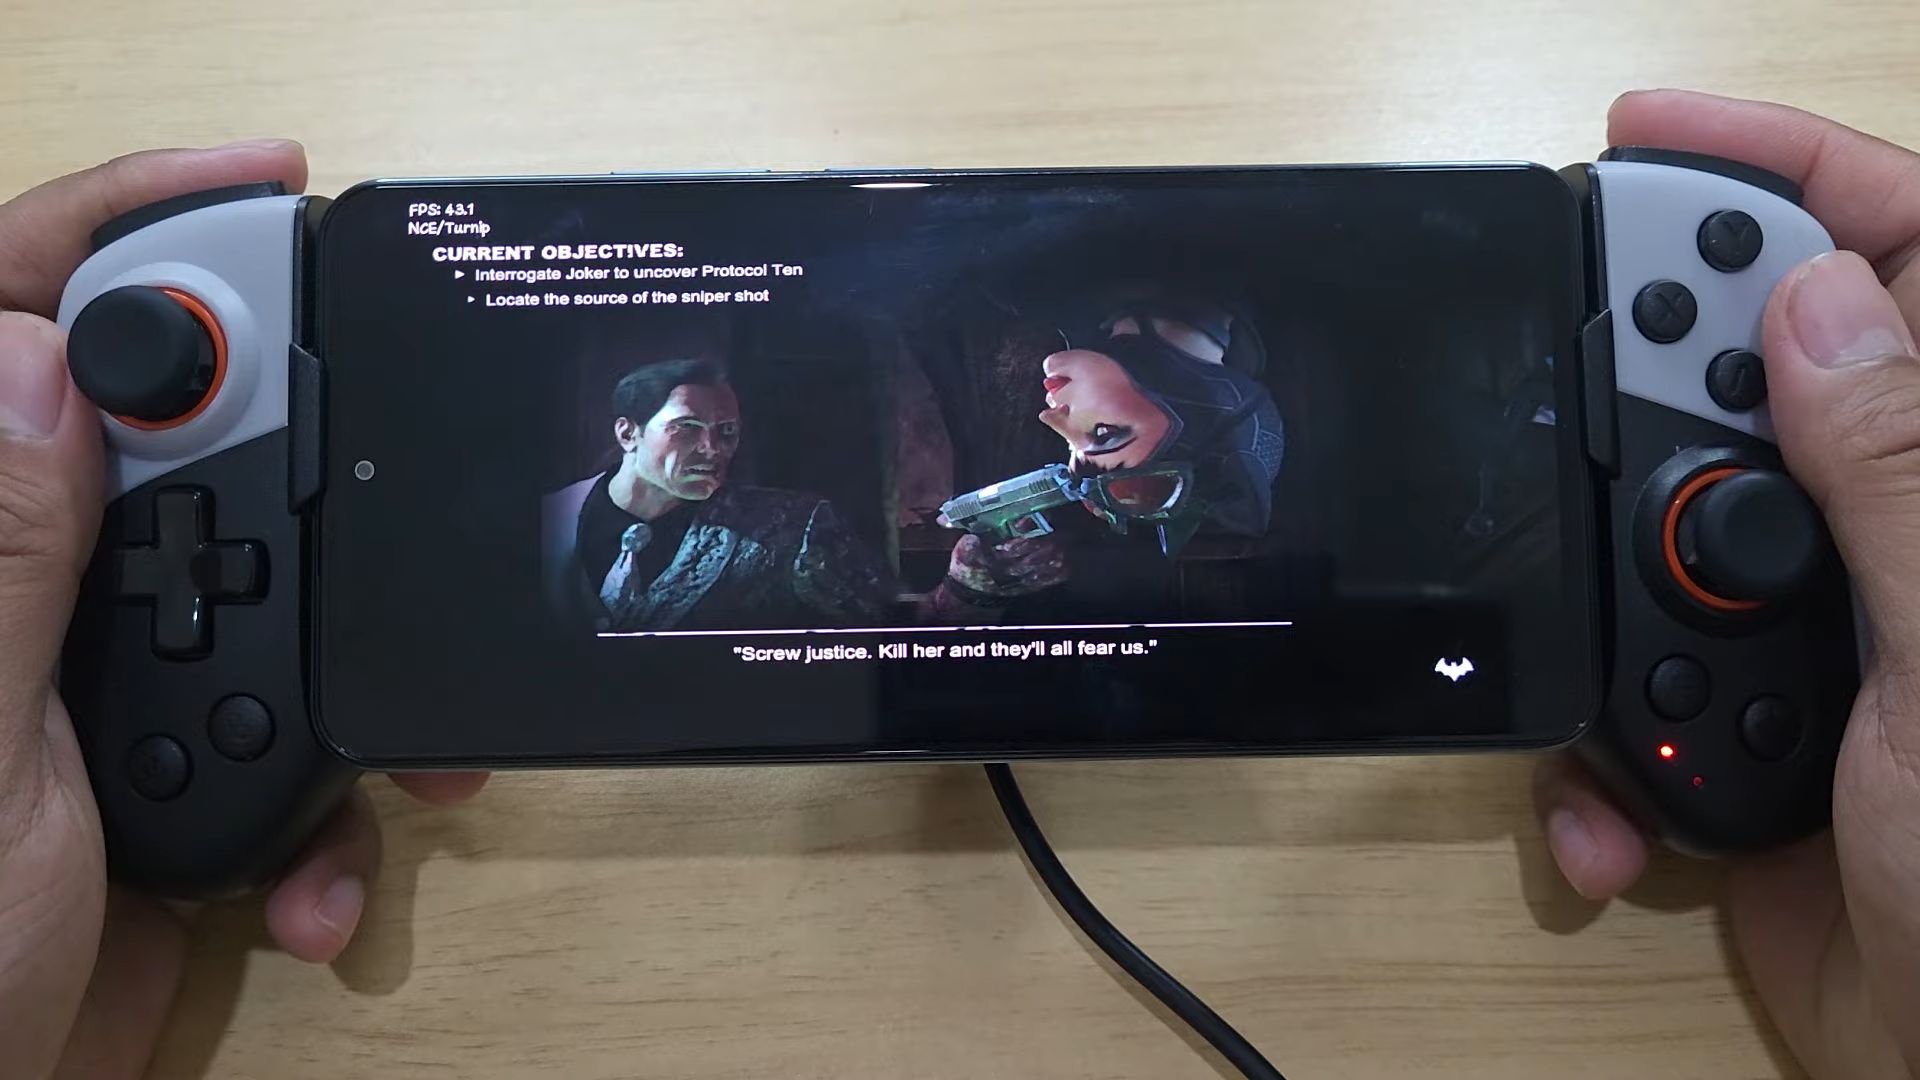 FPS: 43.1
NCE/Turnip
CURRENT OBJECTIVES:
Interrogate Joker to uncover Protocol Ten
Locate the source of the sniper shot
"Screw justice. Kill her and they'll all fear us."
Y
X